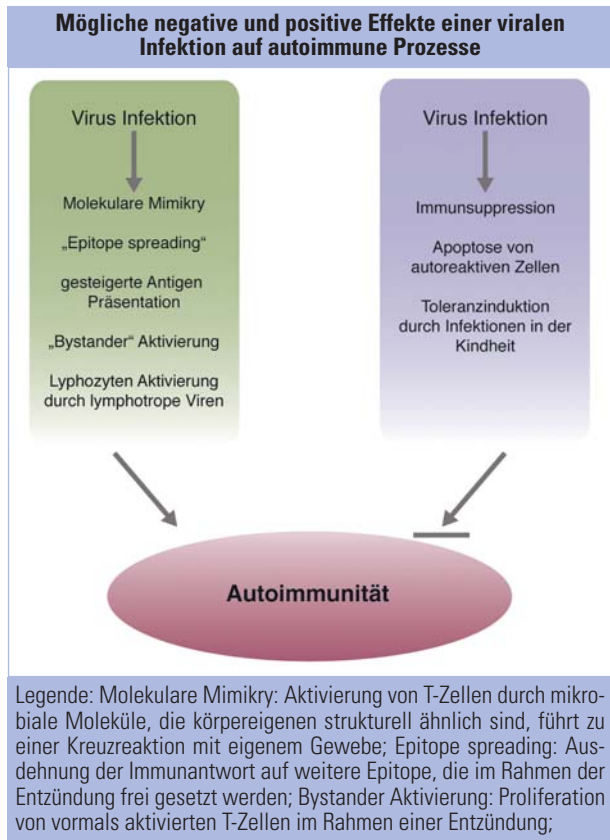 Mögliche negative und positive Effekte einer viralen
Infektion auf autoimmune Prozesse
Virus Infektion
Molekulare Mimikry
„Epitope spreading“
gesteigerte Antigen
Präsentation
„Bystander“ Aktivierung
Lyphozyten Aktivierung
durch lymphotrope Viren
Virus Infektion
Immunsuppression
Apoptose von
autoreaktiven Zellen
Toleranzinduktion
durch Infektionen in der
Kindheit
Autoimmunität
Legende: Molekulare Mimikry: Aktivierung von T-Zellen durch mikro-
biale Moleküle, die körpereigenen strukturell ähnlich sind, führt zu
einer Kreuzreaktion mit eigenem Gewebe; Epitope spreading: Aus-
dehnung der Immunantwort auf weitere Epitope, die im Rahmen der
Entzündung frei gesetzt werden; Bystander Aktivierung: Proliferation
von vormals aktivierten T-Zellen im Rahmen einer Entzündung;